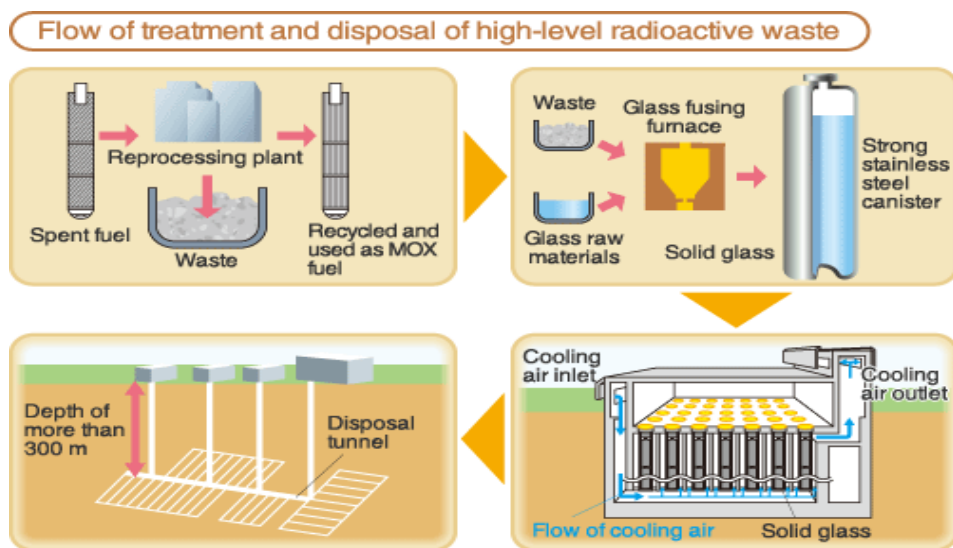 Flow of treatment and disposal of high-level radioactive waste
Reprocessing plant
Spent fuel
Waste
Recycled and
used as MOX
fuel
Waste
Glass fusing
furnace
Glass raw
materials
Solid glass
Strong
stainless
steel
canister
Depth of
more than
300 m
Disposal
tunnel
Cooling
air inlet
Cooling
air outlet
Flow of cooling air
Solid glass